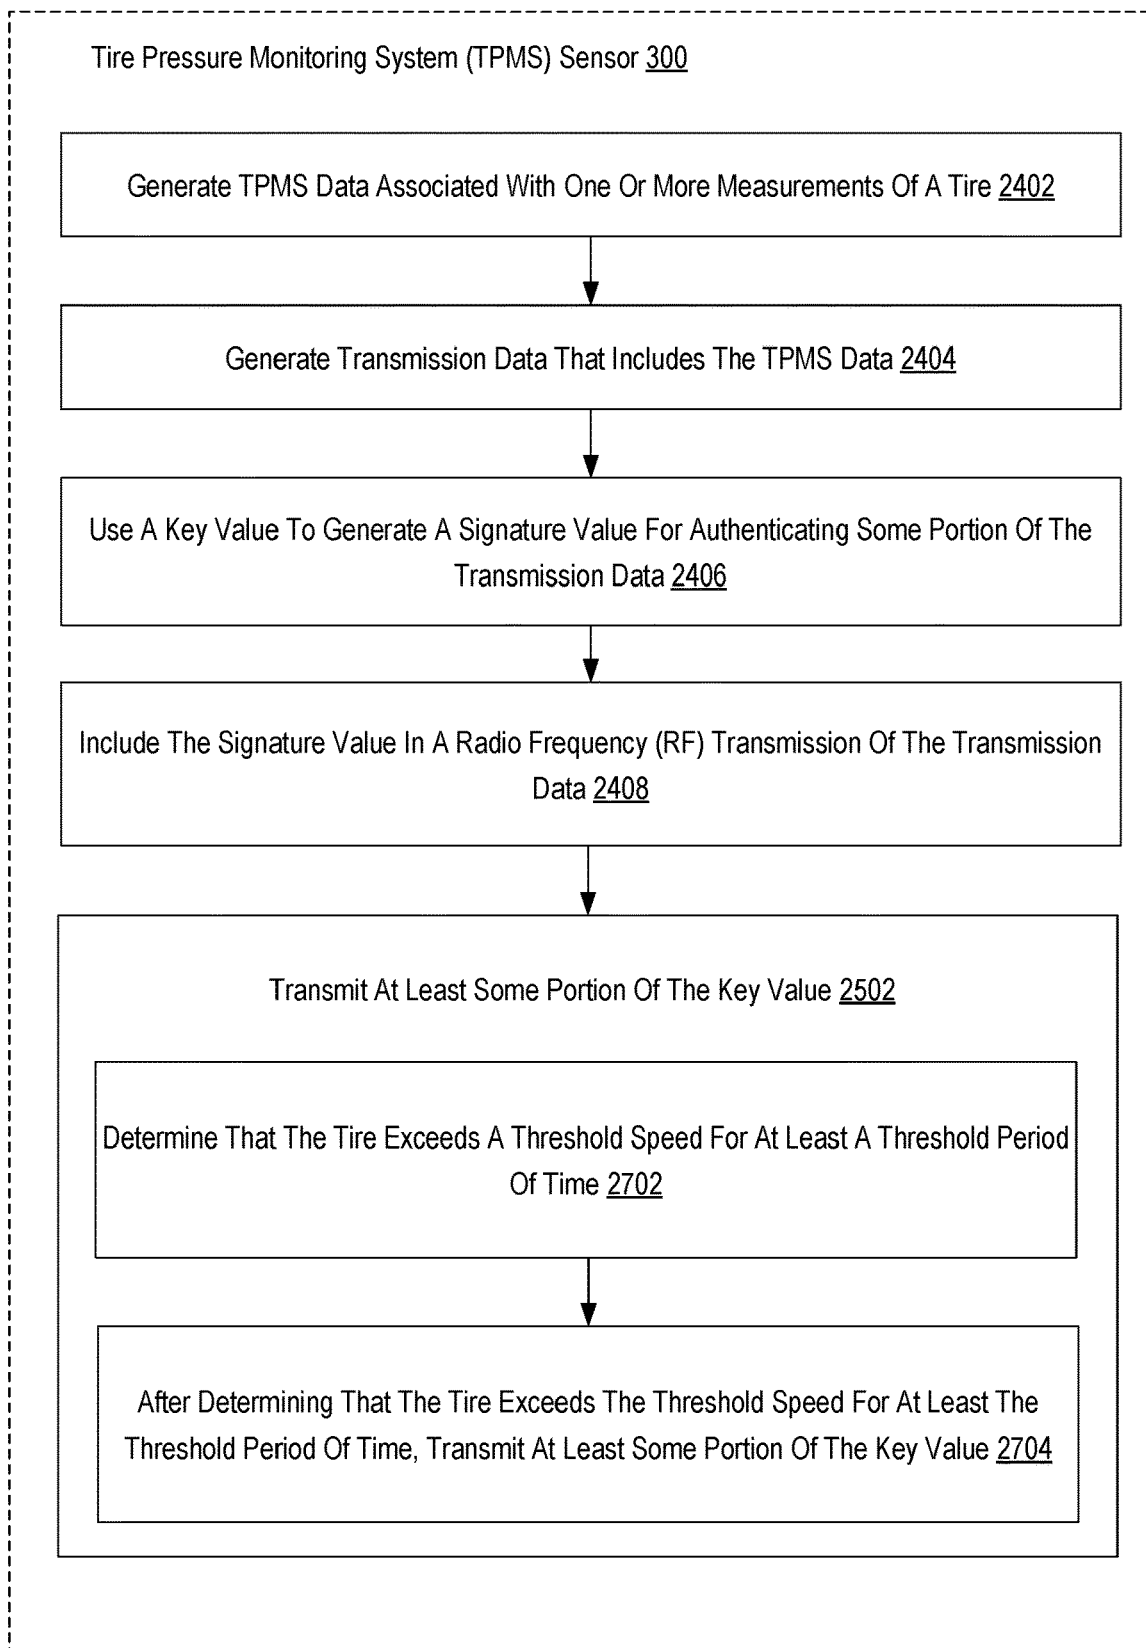 Tire Pressure Monitoring System (TPMS) Sensor 300
Generate TPMS Data Associated With One Or More Measurements Of A Tire 2402
Generate Transmission Data That Includes The TPMS Data 2404
Use A Key Value To Generate A Signature Value For Authenticating Some Portion Of The
Transmission Data 2406
Include The Signature Value In A Radio Frequency (RF) Transmission Of The Transmission
Data 2408
Transmit At Least Some Portion Of The Key Value 2502
Determine That The Tire Exceeds A Threshold Speed For At Least A Threshold Period
Of Time 2702
After Determining That The Tire Exceeds The Threshold Speed For At Least The
Threshold Period Of Time, Transmit At Least Some Portion Of The Key Value 2704